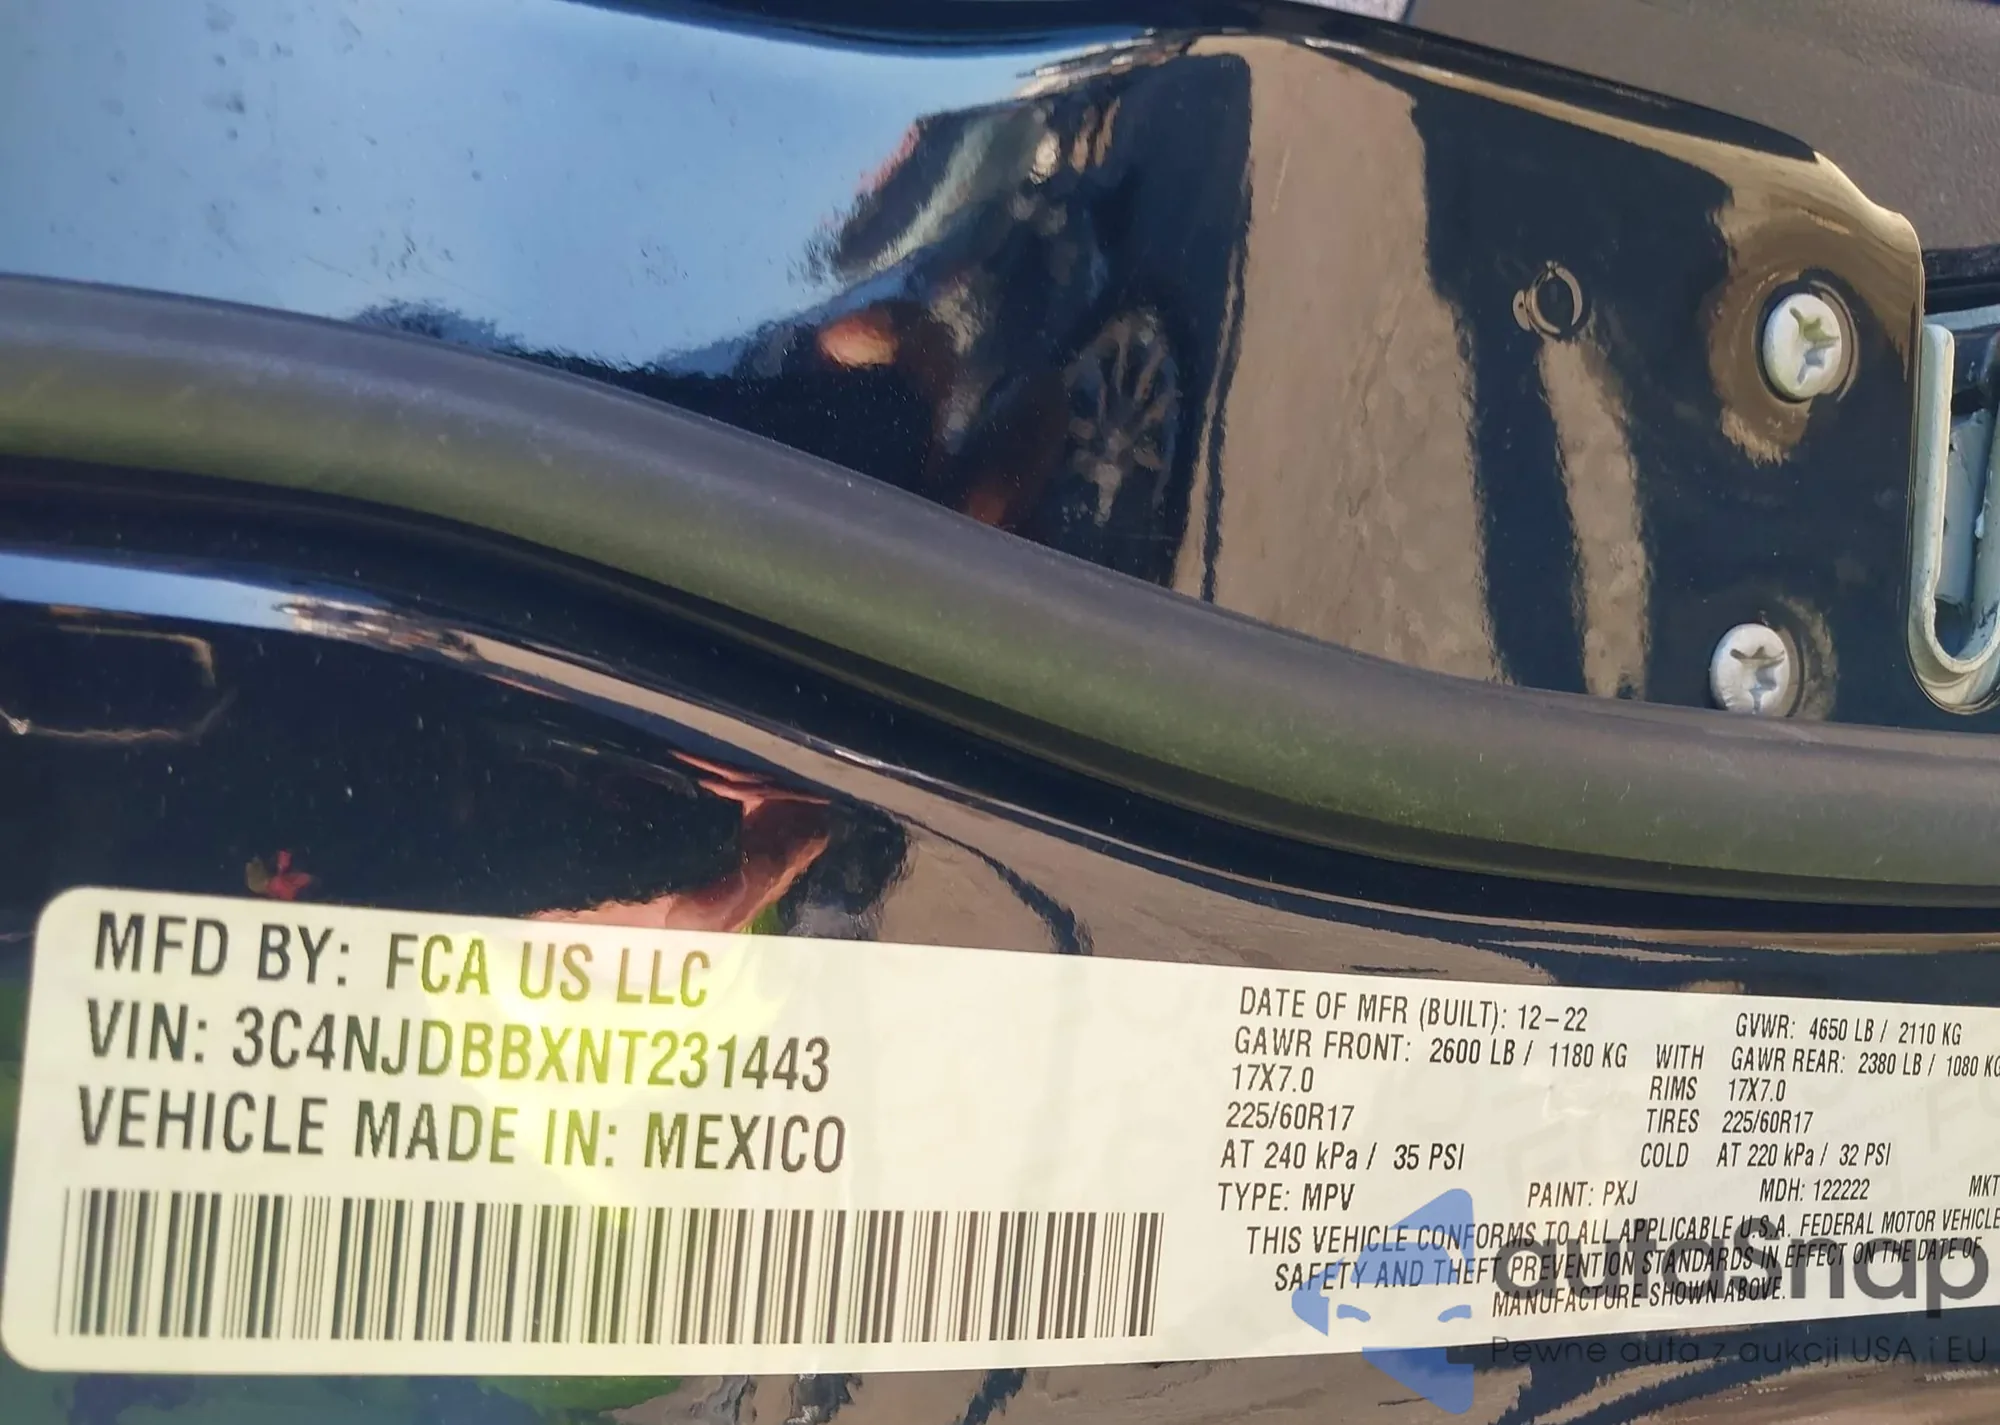 MFD BY: FCA US LLC
VIN: 3C4NJDBBXNT231443
VEHICLE MADE IN: MEXICO
DATE OF MFR (BUILT): 12-22 GVWR: 4650 LB / 2110 KG
GAWR FRONT: 2600 LB / 1180 KG WITH GAWR REAR: 2380 LB / 1080 KG
17X7.0 RIMS 17X7.0
225/60R17 TIRES 225/60R17
AT 240 kPa / 35 PSI COLD AT 220 kPa / 32 PSI
TYPE: MPV PAINT: PXJ MDH: 122222 MKT
THIS VEHICLE CONFORMS TO ALL APPLICABLE U.S.A. FEDERAL MOTOR VEHICLE
SAFETY AND THEFT PREVENTION STANDARDS IN EFFECT ON THE DATE OF
MANUFACTURE SHOWN ABOVE.
autaSnap
Pewne auta z aukcji USA i EU